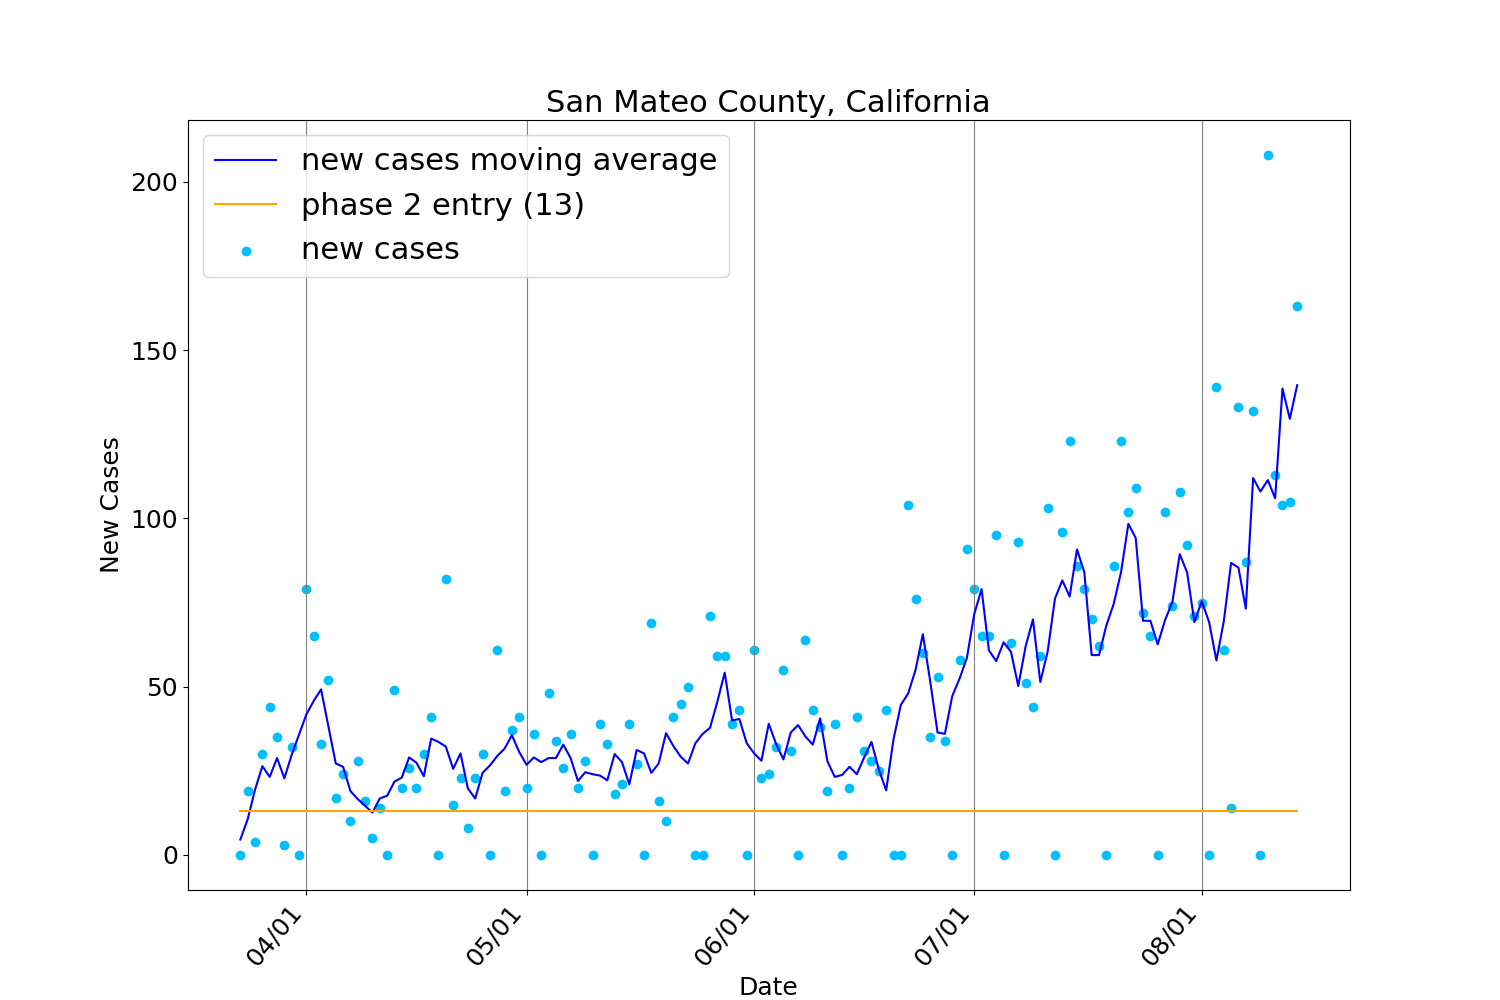 San Mateo County, California
new cases moving average
phase 2 entry (13)
new cases
200
150
100
50
0
New Cases
04/01
05/01
06/01
07/01
08/01
Date